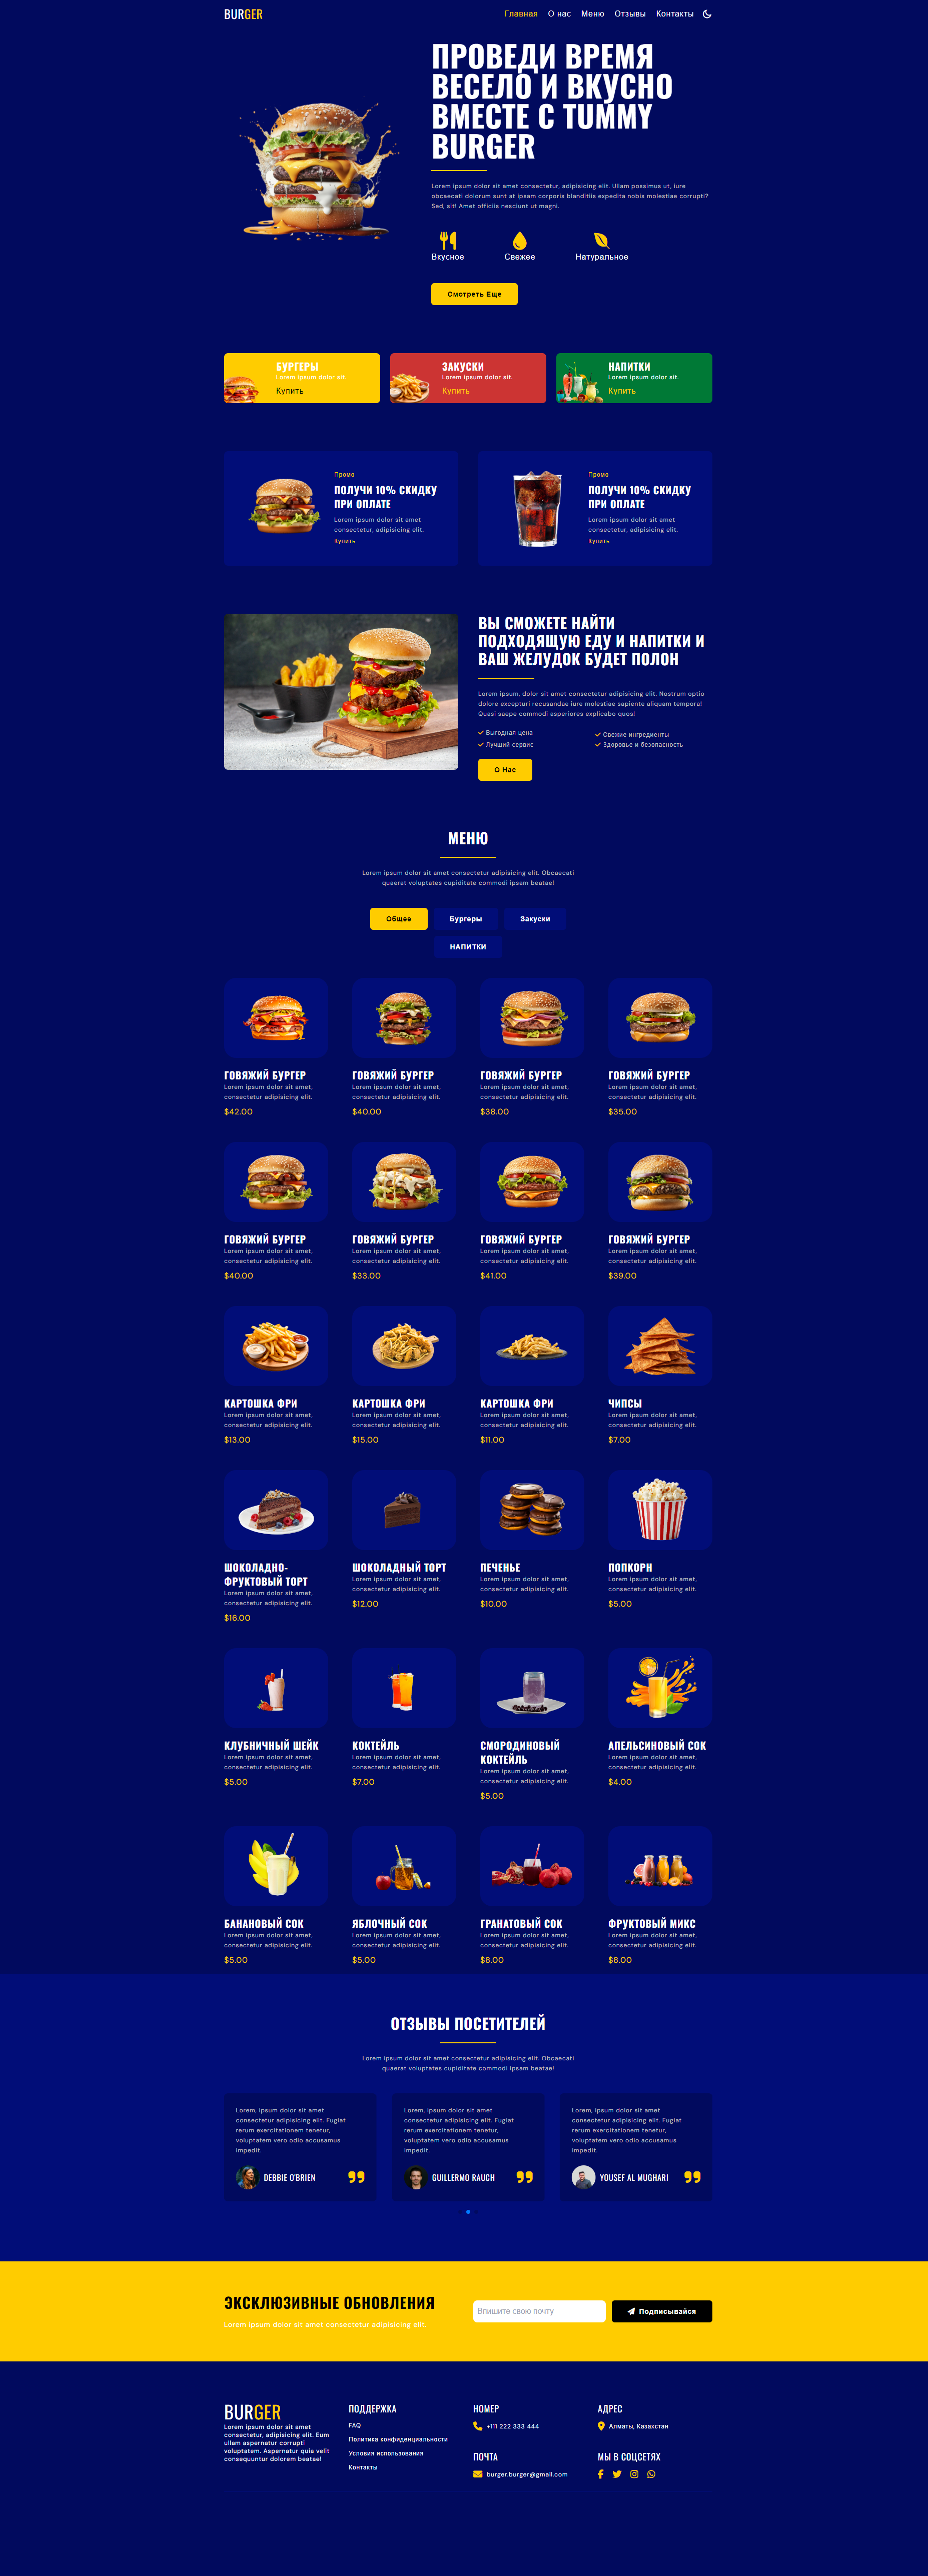 BURGER
Главная О нас Меню Отзывы Контакты
ПРОВЕДИ ВРЕМЯ
ВЕСЕЛО И ВКУСНО
ВМЕСТЕ С TUMMY
BURGER
Lorem ipsum dolor sit amet consectetur, adipisicing elit. Ullam possimus ut, iure
obcaecati dolorum sunt at ipsam corporis blanditiis expedita nobis molestiae corrupti?
Sed, sit! Amet officiis nesciunt ut magni.
Вкусное Свежее Натуральное
Смотреть Еще
БУРГЕРЫ
Lorem ipsum dolor sit.
Купить
ЗАКУСКИ
Lorem ipsum dolor sit.
Купить
НАПИТКИ
Lorem ipsum dolor sit.
Купить
Промо
ПОЛУЧИ 10% СКИДКУ
ПРИ ОПЛАТЕ
Lorem ipsum dolor sit amet
consectetur, adipisicing elit.
Купить
Промо
ПОЛУЧИ 10% СКИДКУ
ПРИ ОПЛАТЕ
Lorem ipsum dolor sit amet
consectetur, adipisicing elit.
Купить
ВЫ СМОЖЕТЕ НАЙТИ
ПОДХОДЯЩУЮ ЕДУ И НАПИТКИ И
ВАШ ЖЕЛУДОК БУДЕТ ПОЛОН
Lorem ipsum, dolor sit amet consectetur adipisicing elit. Nostrum optio
dolore excepturi recusandae iure molestiae sapiente aliquam tempora!
Quasi saepe commodi asperiores explicabo quos!
Выгодная цена
Лучший сервис
Свежие ингредиенты
Здоровье и безопасность
О Нас
МЕНЮ
Lorem ipsum dolor sit amet consectetur adipisicing elit. Obcaecati
quaerat voluptates cupiditate commodi ipsam beatae!
Общее Бургеры Закуски
НАПИТКИ
ГОВЯЖИЙ БУРГЕР
Lorem ipsum dolor sit amet,
consectetur adipisicing elit.
$42.00
ГОВЯЖИЙ БУРГЕР
Lorem ipsum dolor sit amet,
consectetur adipisicing elit.
$40.00
ГОВЯЖИЙ БУРГЕР
Lorem ipsum dolor sit amet,
consectetur adipisicing elit.
$38.00
ГОВЯЖИЙ БУРГЕР
Lorem ipsum dolor sit amet,
consectetur adipisicing elit.
$35.00
ГОВЯЖИЙ БУРГЕР
Lorem ipsum dolor sit amet,
consectetur adipisicing elit.
$40.00
ГОВЯЖИЙ БУРГЕР
Lorem ipsum dolor sit amet,
consectetur adipisicing elit.
$33.00
ГОВЯЖИЙ БУРГЕР
Lorem ipsum dolor sit amet,
consectetur adipisicing elit.
$41.00
ГОВЯЖИЙ БУРГЕР
Lorem ipsum dolor sit amet,
consectetur adipisicing elit.
$39.00
КАРТОШКА ФРИ
Lorem ipsum dolor sit amet,
consectetur adipisicing elit.
$13.00
КАРТОШКА ФРИ
Lorem ipsum dolor sit amet,
consectetur adipisicing elit.
$15.00
КАРТОШКА ФРИ
Lorem ipsum dolor sit amet,
consectetur adipisicing elit.
$11.00
ЧИПСЫ
Lorem ipsum dolor sit amet,
consectetur adipisicing elit.
$7.00
ШОКОЛАДНО-
ФРУКТОВЫЙ ТОРТ
Lorem ipsum dolor sit amet,
consectetur adipisicing elit.
$16.00
ШОКОЛАДНЫЙ ТОРТ
Lorem ipsum dolor sit amet,
consectetur adipisicing elit.
$12.00
ПЕЧЕНЬЕ
Lorem ipsum dolor sit amet,
consectetur adipisicing elit.
$10.00
ПОПКОРН
Lorem ipsum dolor sit amet,
consectetur adipisicing elit.
$5.00
КЛУБНИЧНЫЙ ШЕЙК
Lorem ipsum dolor sit amet,
consectetur adipisicing elit.
$5.00
КОКТЕЙЛЬ
Lorem ipsum dolor sit amet,
consectetur adipisicing elit.
$7.00
СМОРОДИНОВЫЙ
КОКТЕЙЛЬ
Lorem ipsum dolor sit amet,
consectetur adipisicing elit.
$5.00
АПЕЛЬСИНОВЫЙ СОК
Lorem ipsum dolor sit amet,
consectetur adipisicing elit.
$4.00
БАНАНОВЫЙ СОК
Lorem ipsum dolor sit amet,
consectetur adipisicing elit.
$5.00
ЯБЛОЧНЫЙ СОК
Lorem ipsum dolor sit amet,
consectetur adipisicing elit.
$5.00
ГРАНАТОВЫЙ СОК
Lorem ipsum dolor sit amet,
consectetur adipisicing elit.
$8.00
ФРУКТОВЫЙ МИКС
Lorem ipsum dolor sit amet,
consectetur adipisicing elit.
$8.00
ОТЗЫВЫ ПОСЕТИТЕЛЕЙ
Lorem ipsum dolor sit amet consectetur adipisicing elit. Obcaecati
quaerat voluptates cupiditate commodi ipsam beatae!
Lorem, ipsum dolor sit amet
consectetur adipisicing elit. Fugiat
rerum exercitationem tenetur,
voluptatem vero odio accusamus
impedit.
DEBBIE O'BRIEN
Lorem, ipsum dolor sit amet
consectetur adipisicing elit. Fugiat
rerum exercitationem tenetur,
voluptatem vero odio accusamus
impedit.
GUILLERMO RAUCH
Lorem, ipsum dolor sit amet
consectetur adipisicing elit. Fugiat
rerum exercitationem tenetur,
voluptatem vero odio accusamus
impedit.
YOUSEF AL MUGHARI
ЭКСКЛЮЗИВНЫЕ ОБНОВЛЕНИЯ
Lorem ipsum dolor sit amet consectetur adipisicing elit.
Впишите свою почту
Подписывайся
BURGER
Lorem ipsum dolor sit amet
consectetur, adipisicing elit. Eum
ullam aspernatur corrupti
voluptatem. Aspernatur quia velit
consequuntur dolorem beatae!
ПОДДЕРЖКА
FAQ
Политика конфиденциальности
Условия использования
Контакты
НОМЕР
+111 222 333 444
ПОЧТА
burger.burger@gmail.com
АДРЕС
Алматы, Казахстан
МЫ В СОЦСЕТЯХ